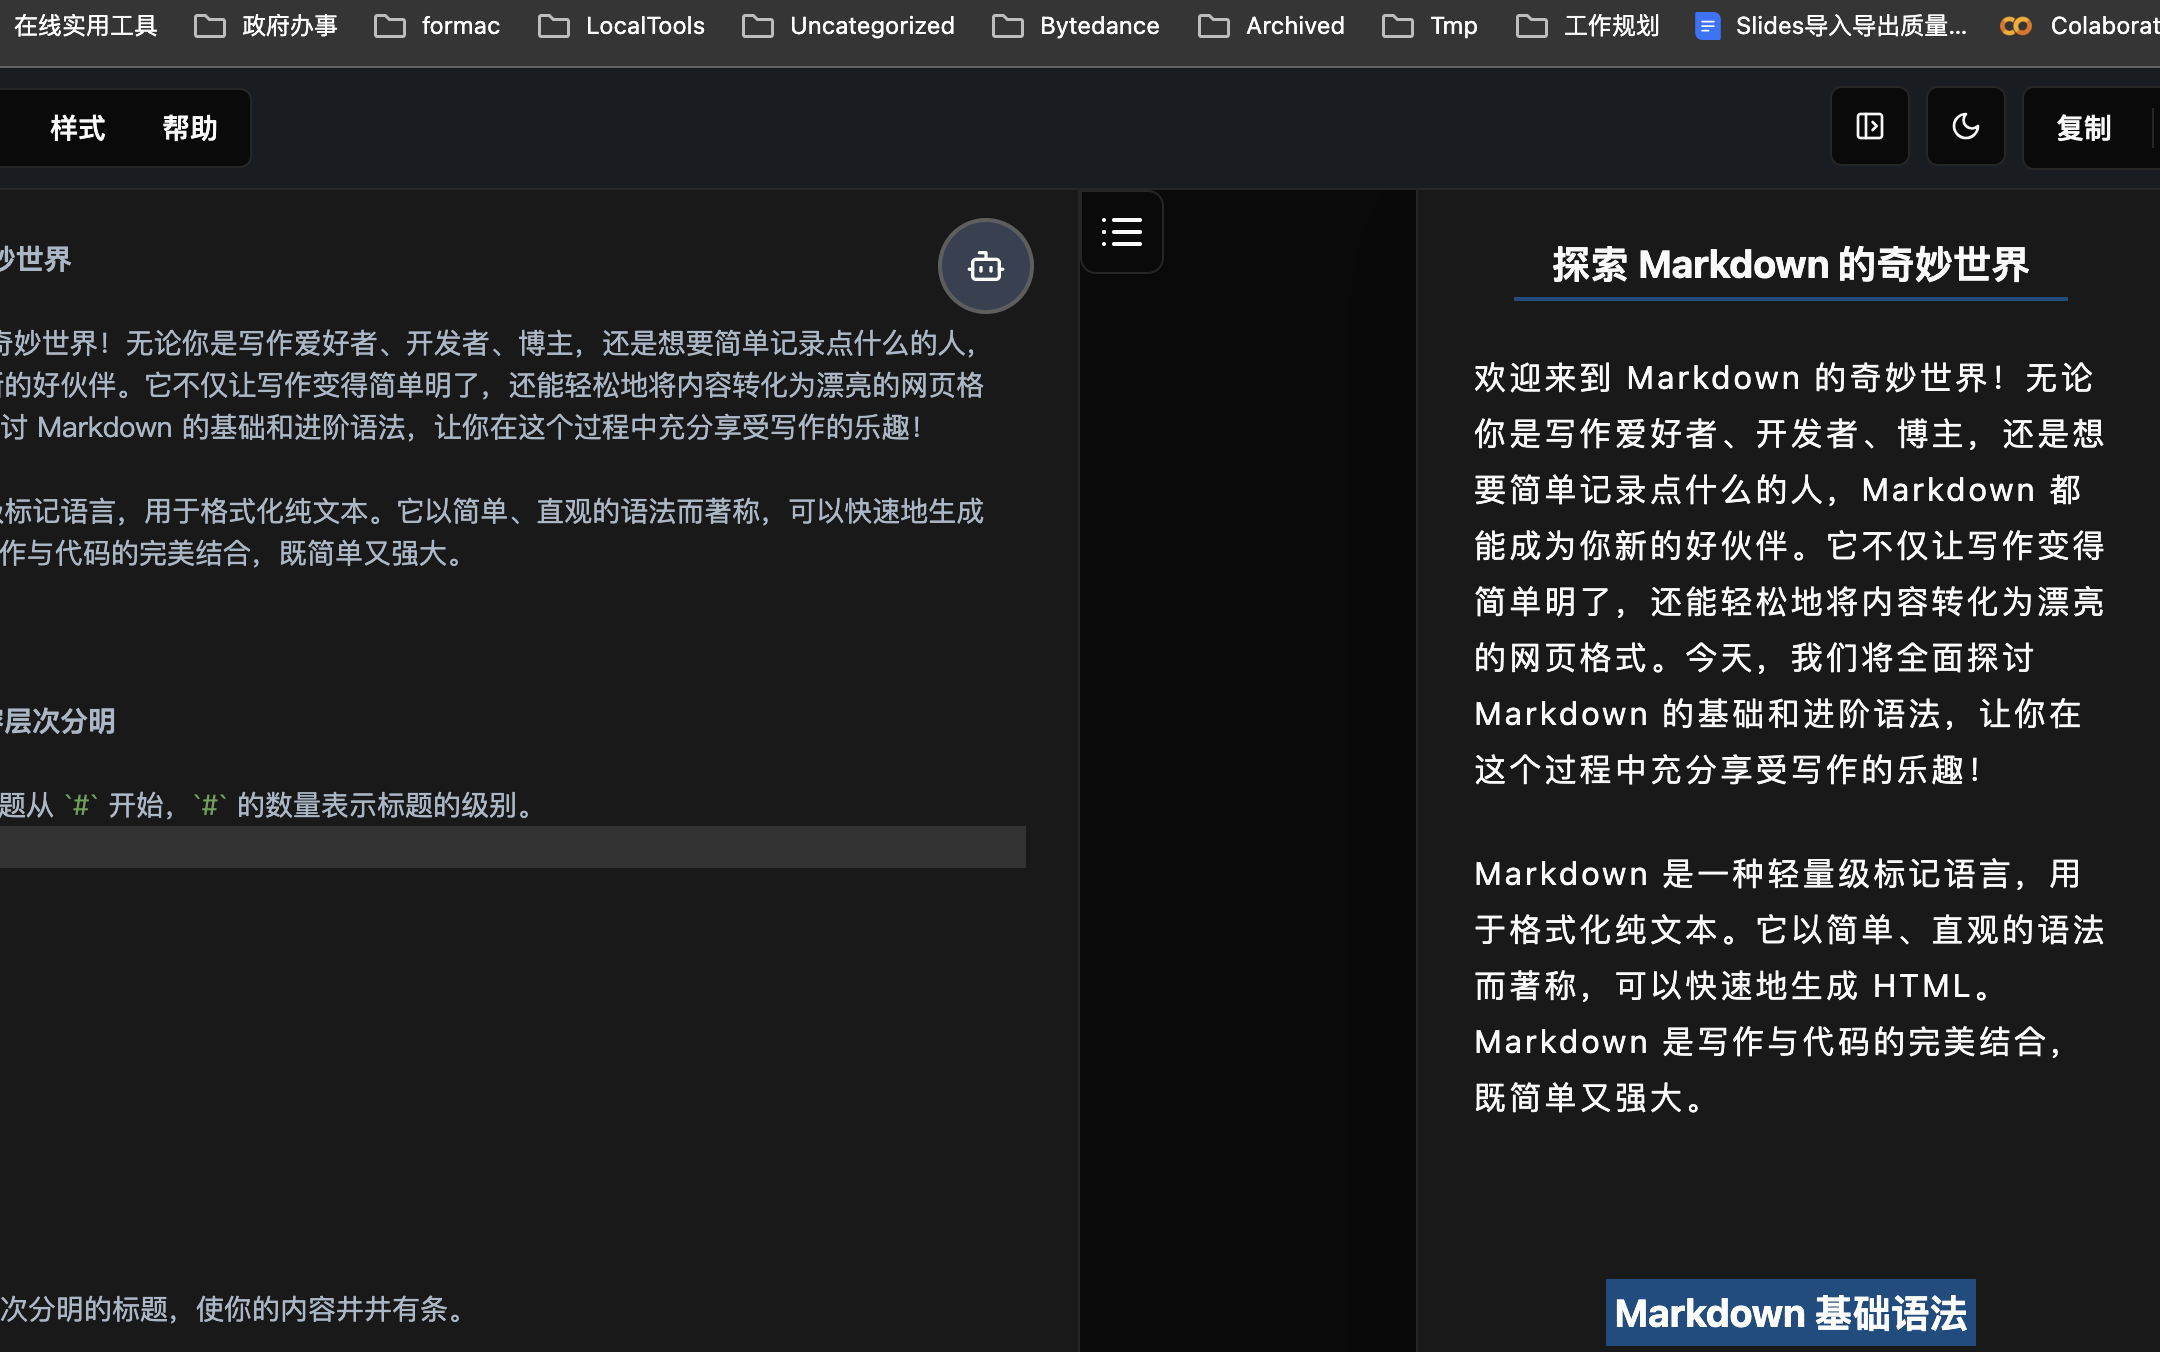 在线实用工具 政府办事 formac LocalTools Uncategorized Bytedance Archived Tmp 工作规划 Slides导入导出质量... Colaborat
样式 帮助 复制
妙世界
奇妙世界！无论你是写作爱好者、开发者、博主，还是想要简单记录点什么的人，
新的好伙伴。它不仅让写作变得简单明了，还能轻松地将内容转化为漂亮的网页格
讨 Markdown 的基础和进阶语法，让你在这个过程中充分享受写作的乐趣！
级标记语言，用于格式化纯文本。它以简单、直观的语法而著称，可以快速地生成
作与代码的完美结合，既简单又强大。
容层次分明
题从 `#` 开始，`#` 的数量表示标题的级别。
次分明的标题，使你的内容井井有条。
探索 Markdown 的奇妙世界
欢迎来到 Markdown 的奇妙世界！无论
你是写作爱好者、开发者、博主，还是想
要简单记录点什么的人，Markdown 都
能成为你新的好伙伴。它不仅让写作变得
简单明了，还能轻松地将内容转化为漂亮
的网页格式。今天，我们将全面探讨
Markdown 的基础和进阶语法，让你在
这个过程中充分享受写作的乐趣！
Markdown 是一种轻量级标记语言，用
于格式化纯文本。它以简单、直观的语法
而著称，可以快速地生成 HTML。
Markdown 是写作与代码的完美结合，
既简单又强大。
Markdown 基础语法